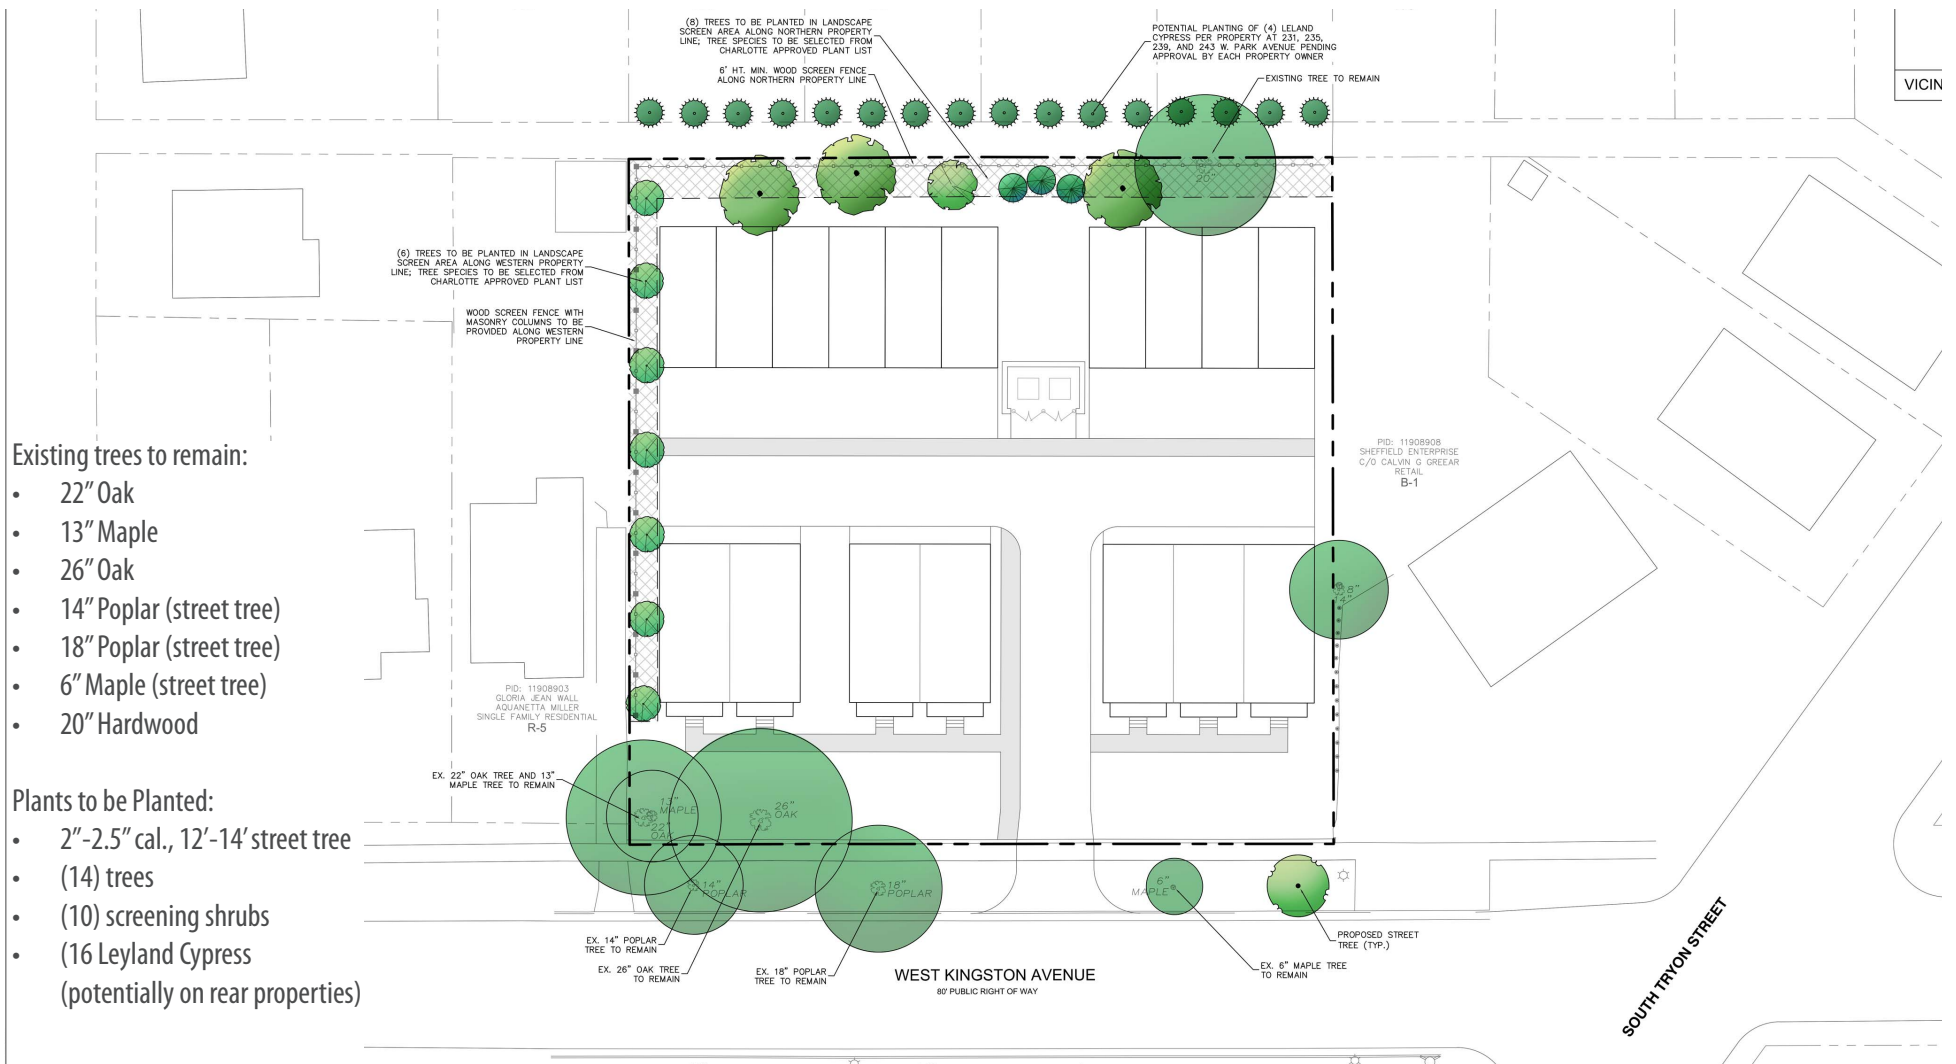 (8) TREES TO BE PLANTED IN LANDSCAPE
SCREEN AREA ALONG NORTHERN PROPERTY
LINE; TREE SPECIES TO BE SELECTED FROM
CHARLOTTE APPROVED PLANT LIST
6' HT. MIN. WOOD SCREEN FENCE
ALONG NORTHERN PROPERTY LINE
POTENTIAL PLANTING OF (4) LELAND
CYPRESS PER PROPERTY AT 231, 235,
239, AND 243 W. PARK AVENUE PENDING
APPROVAL BY EACH PROPERTY OWNER
EXISTING TREE TO REMAIN
VICIN
20"
(6) TREES TO BE PLANTED IN LANDSCAPE
SCREEN AREA ALONG WESTERN PROPERTY
LINE; TREE SPECIES TO BE SELECTED FROM
CHARLOTTE APPROVED PLANT LIST
WOOD SCREEN FENCE WITH
MASONRY COLUMNS TO BE
PROVIDED ALONG WESTERN
PROPERTY LINE
PID: 11908908
SHEFFIELD ENTERPRISE
C/O CALVIN G GREEAR
RETAIL
B-1
Existing trees to remain:
• 22" Oak
• 13" Maple
• 26" Oak
• 14" Poplar (street tree)
• 18" Poplar (street tree)
• 6" Maple (street tree)
• 20" Hardwood
Plants to be Planted:
• 2"-2.5" cal., 12'-14' street tree
• (14) trees
• (10) screening shrubs
• (16 Leyland Cypress
(potentially on rear properties)
PID: 11908903
GLORIA JEAN WALL
AQUANETTA MILLER
SINGLE FAMILY RESIDENTIAL
R-5
EX. 22" OAK TREE AND 13"
MAPLE TREE TO REMAIN
13"
MAPLE
22"
OAK
26"
OAK
14"
POPLAR
18"
POPLAR
6"
MAPLE
EX. 14" POPLAR
TREE TO REMAIN
EX. 26" OAK TREE
TO REMAIN
EX. 18" POPLAR
TREE TO REMAIN
WEST KINGSTON AVENUE
80' PUBLIC RIGHT OF WAY
EX. 6" MAPLE TREE
TO REMAIN
PROPOSED STREET
TREE (TYP.)
SOUTH TRYON STREET